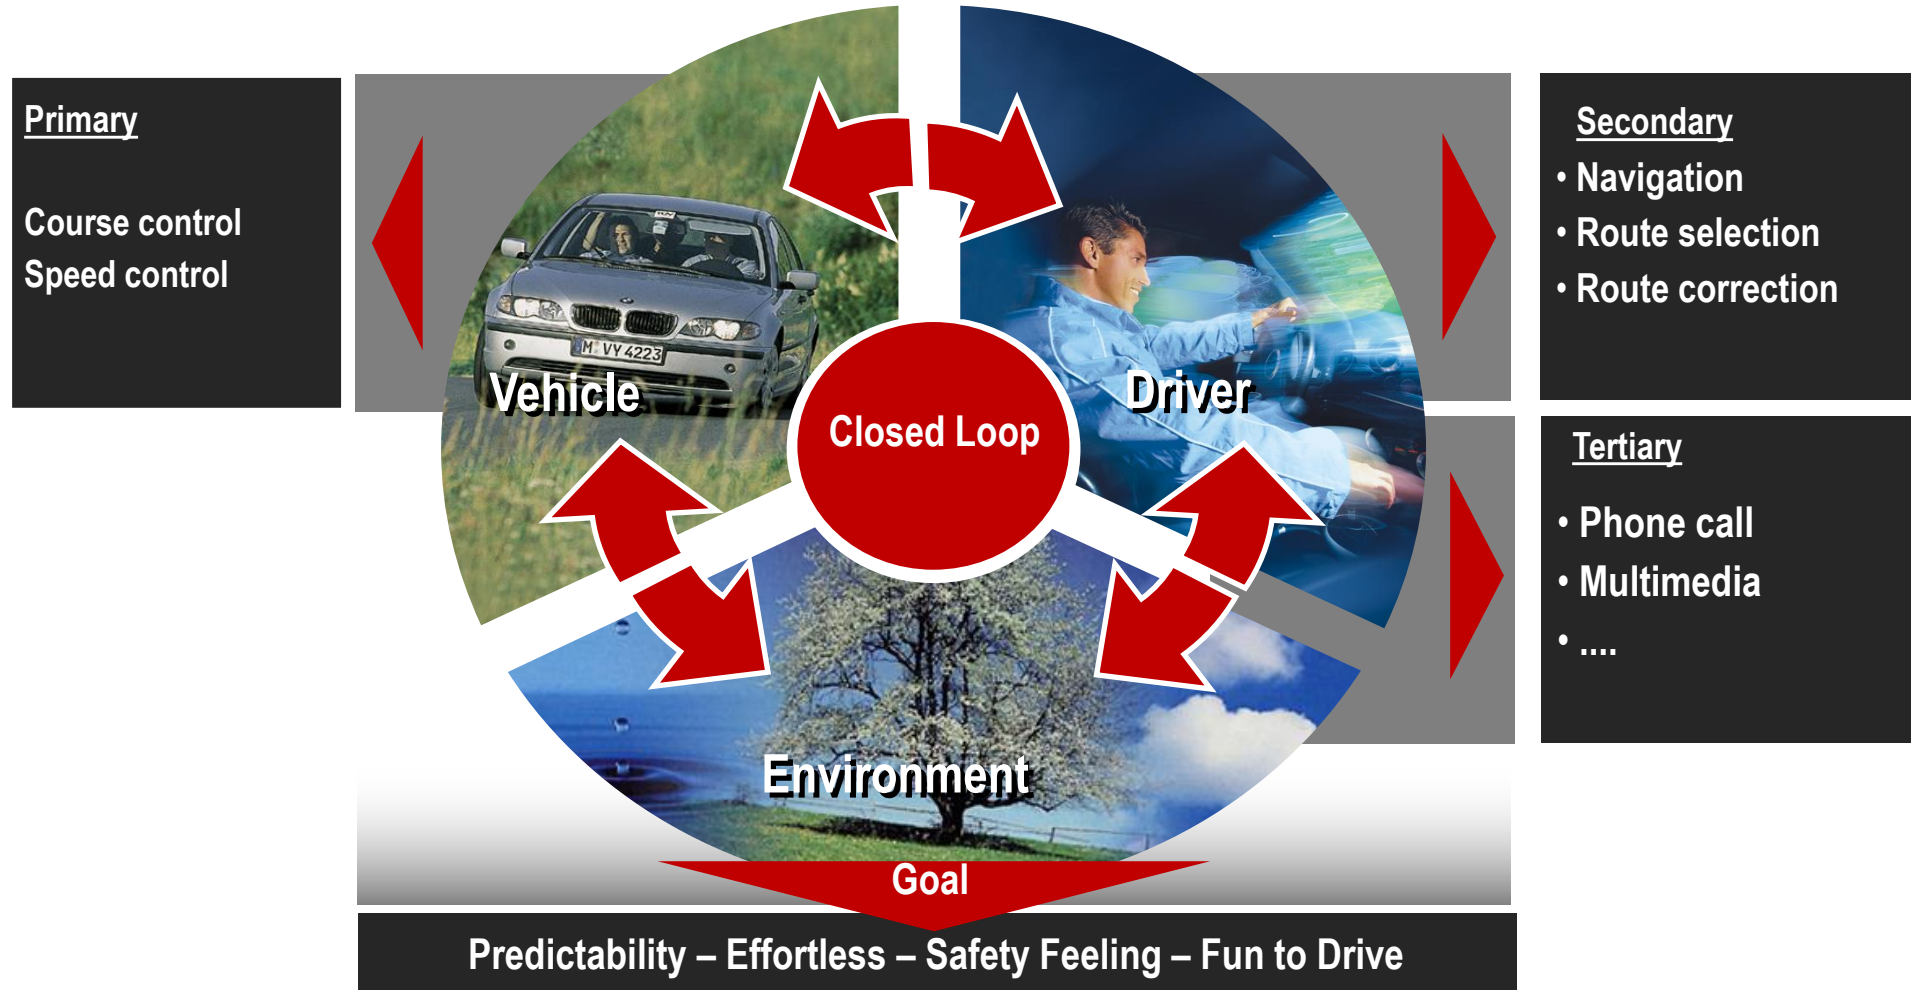 Primary
Course control
Speed control
Secondary
• Navigation
• Route selection
• Route correction
Tertiary
• Phone call
• Multimedia
• ....
M VY 4223
Vehicle
Driver
Closed Loop
Environment
Goal
Predictability – Effortless – Safety Feeling – Fun to Drive